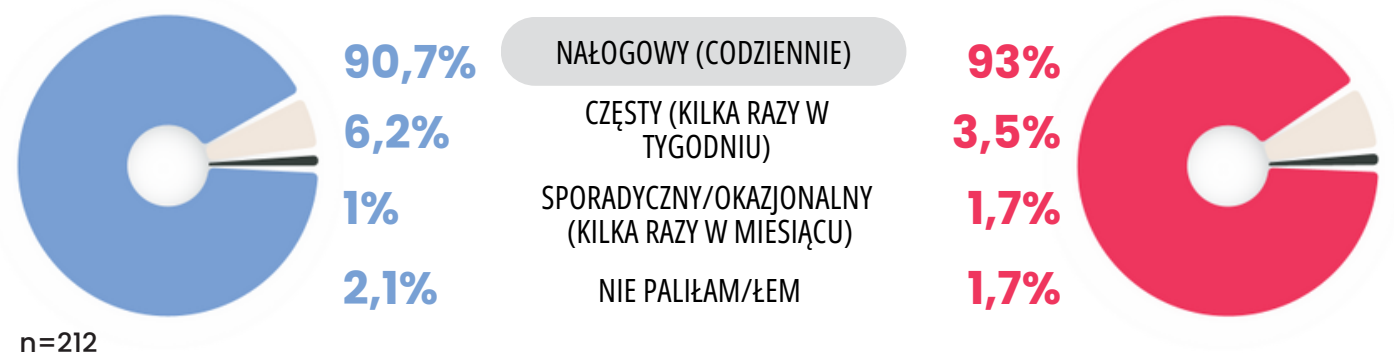 90,7% NAŁOGOWY (CODZIENNIE) 93%
6,2% CZĘSTY (KILKA RAZY W 3,5%
TYGODNIU)
1% SPORADYCZNY/OKAZJONALNY 1,7%
(KILKA RAZY W MIESIĄCU)
2,1% NIE PALIŁAM/ŁEM 1,7%
n=212